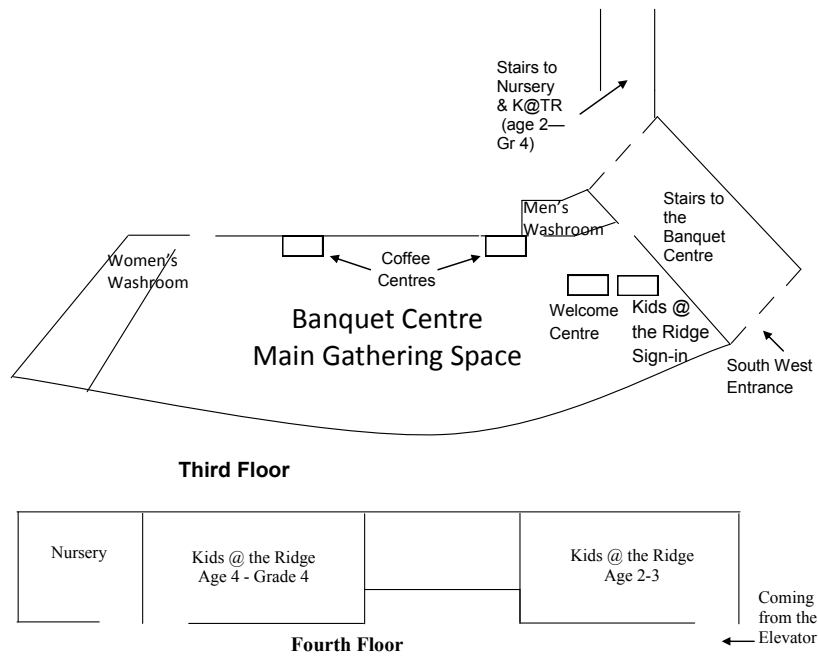 Stairs to
Nursery
& K@TR
(age 2—
Gr 4)
Men's
Washroom
Stairs to
the
Banquet
Centre
Women's
Washroom
Coffee
Centres
Welcome
Centre
Kids @
the Ridge
Sign-in
Banquet Centre
Main Gathering Space
South West
Entrance
Third Floor
Nursery
Kids @ the Ridge
Age 4 - Grade 4
Kids @ the Ridge
Age 2-3
Coming
from the
Elevator
Fourth Floor